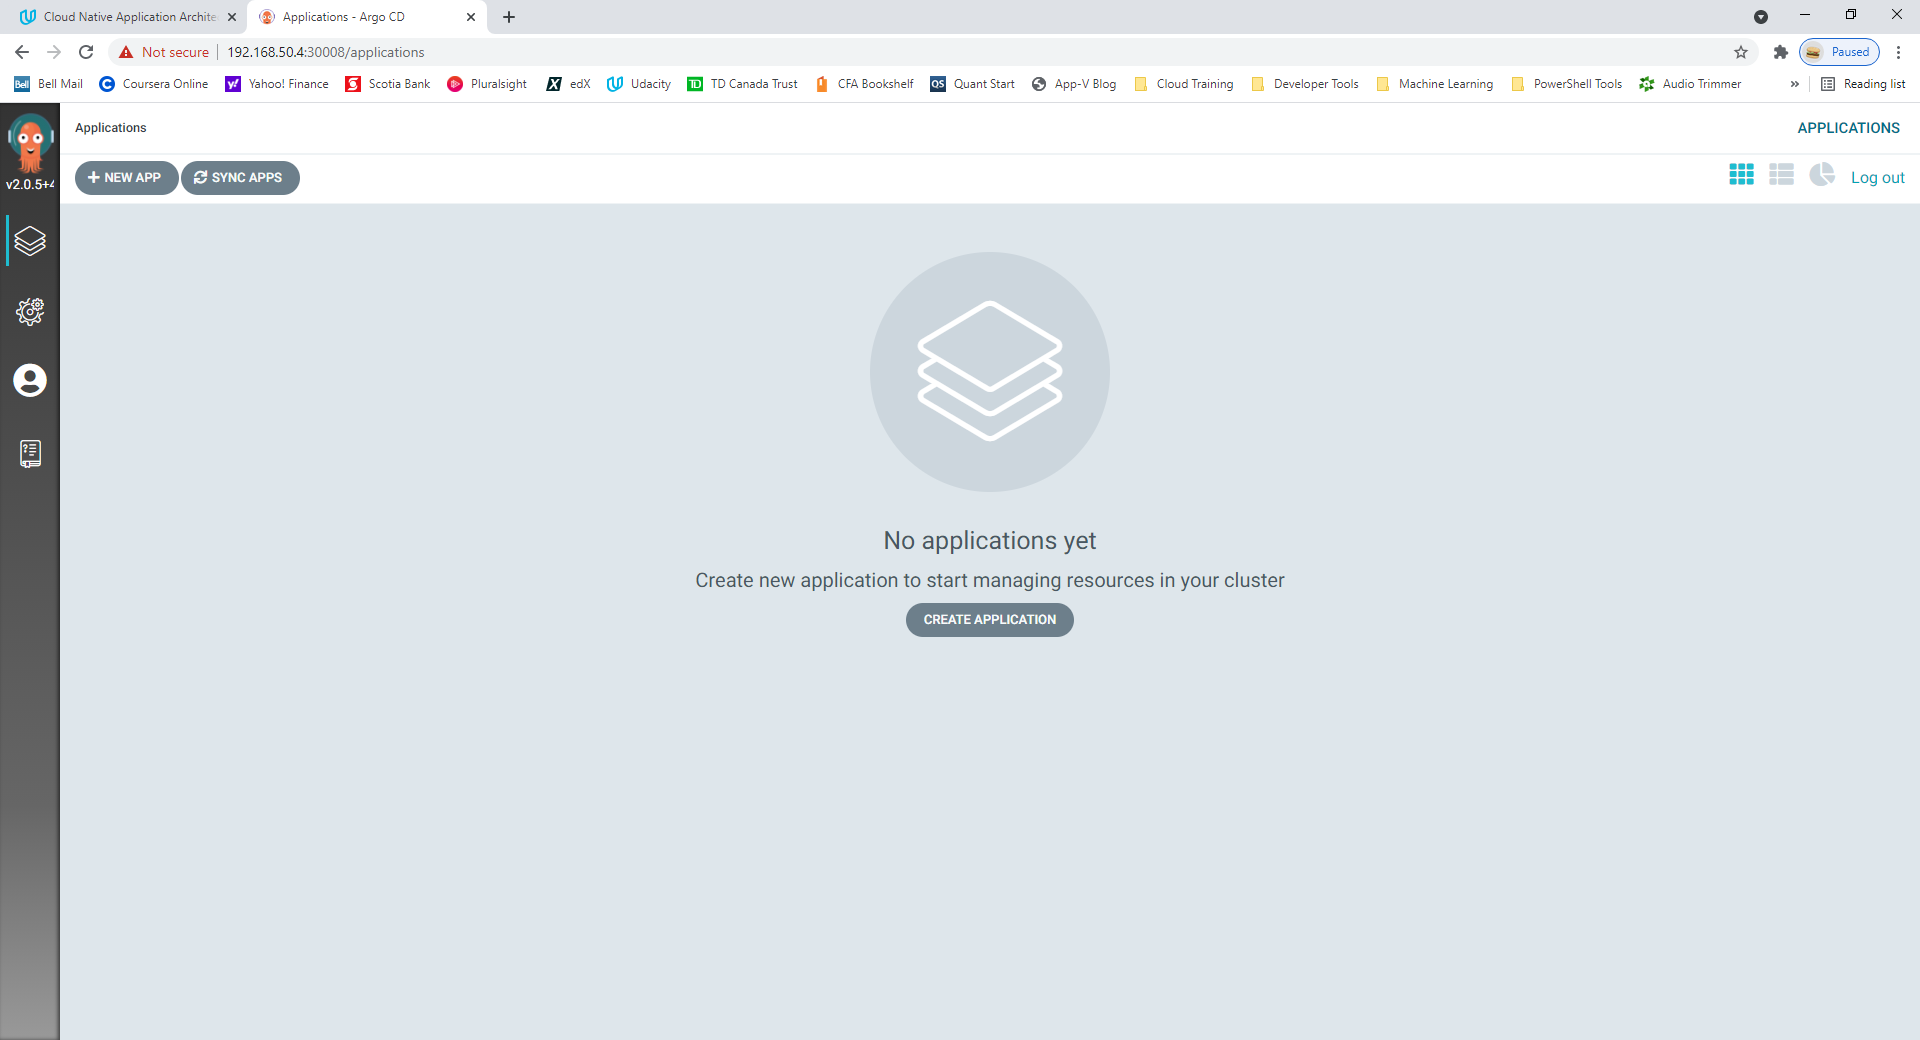 Cloud Native Application Archite
Applications - Argo CD
Not secure
192.168.50.4:30008/applications
Paused
Bell Bell Mail
Coursera Online
Yahoo! Finance
Scotia Bank
Pluralsight
edX
Udacity
TD TD Canada Trust
CFA Bookshelf
QS Quant Start
App-V Blog
Cloud Training
Developer Tools
Machine Learning
PowerShell Tools
Audio Trimmer
»
Reading list
v2.0.5+4
Applications
APPLICATIONS
+ NEW APP
SYNC APPS
Log out
No applications yet
Create new application to start managing resources in your cluster
CREATE APPLICATION